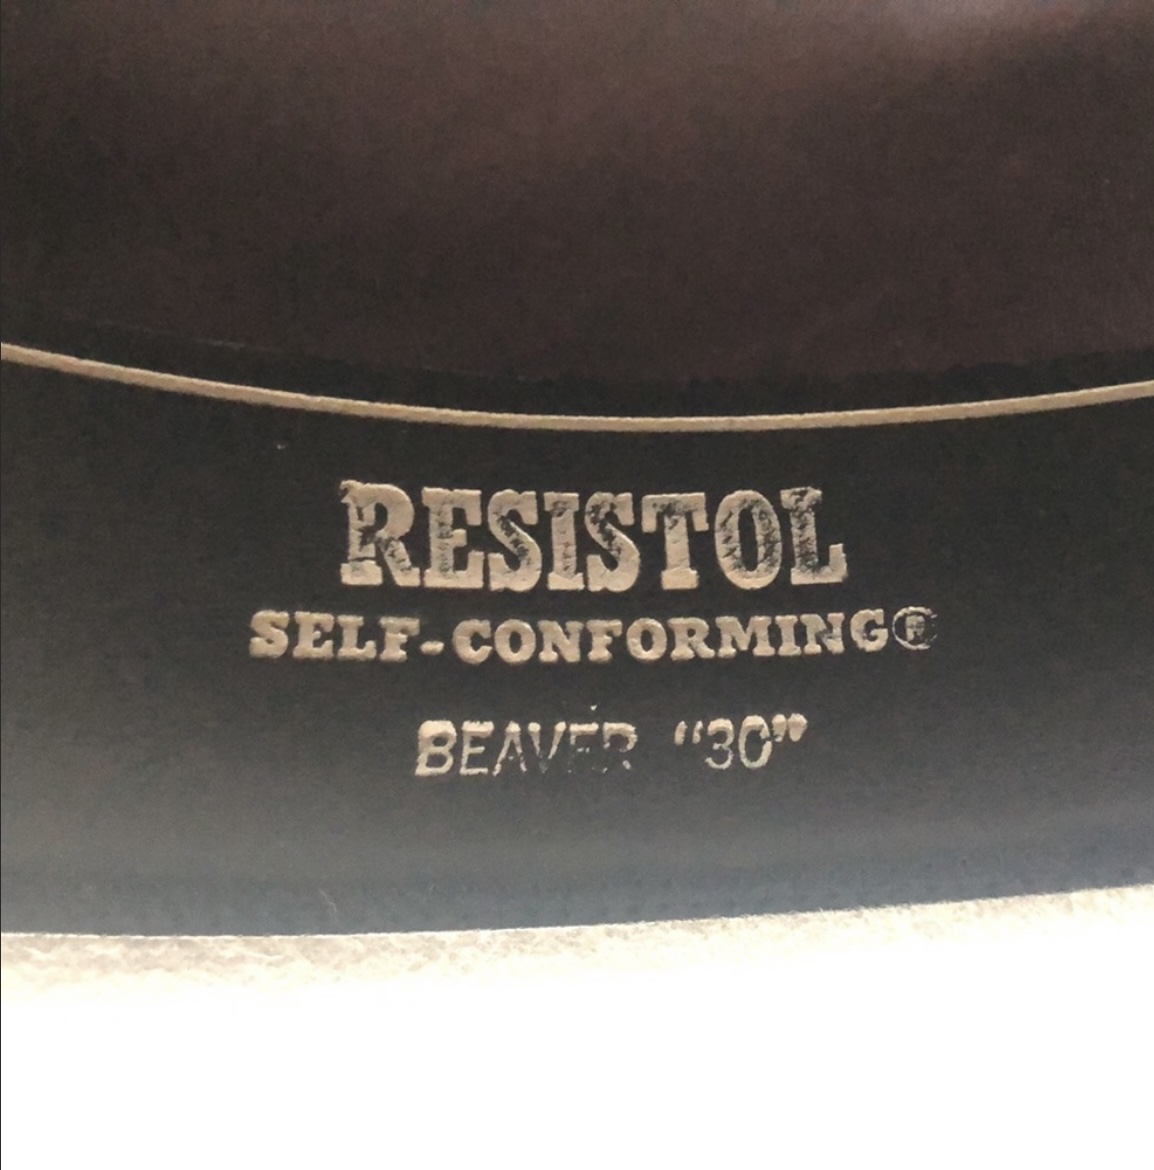 RESISTOL
SELF-CONFORMING®
BEAVER “30”